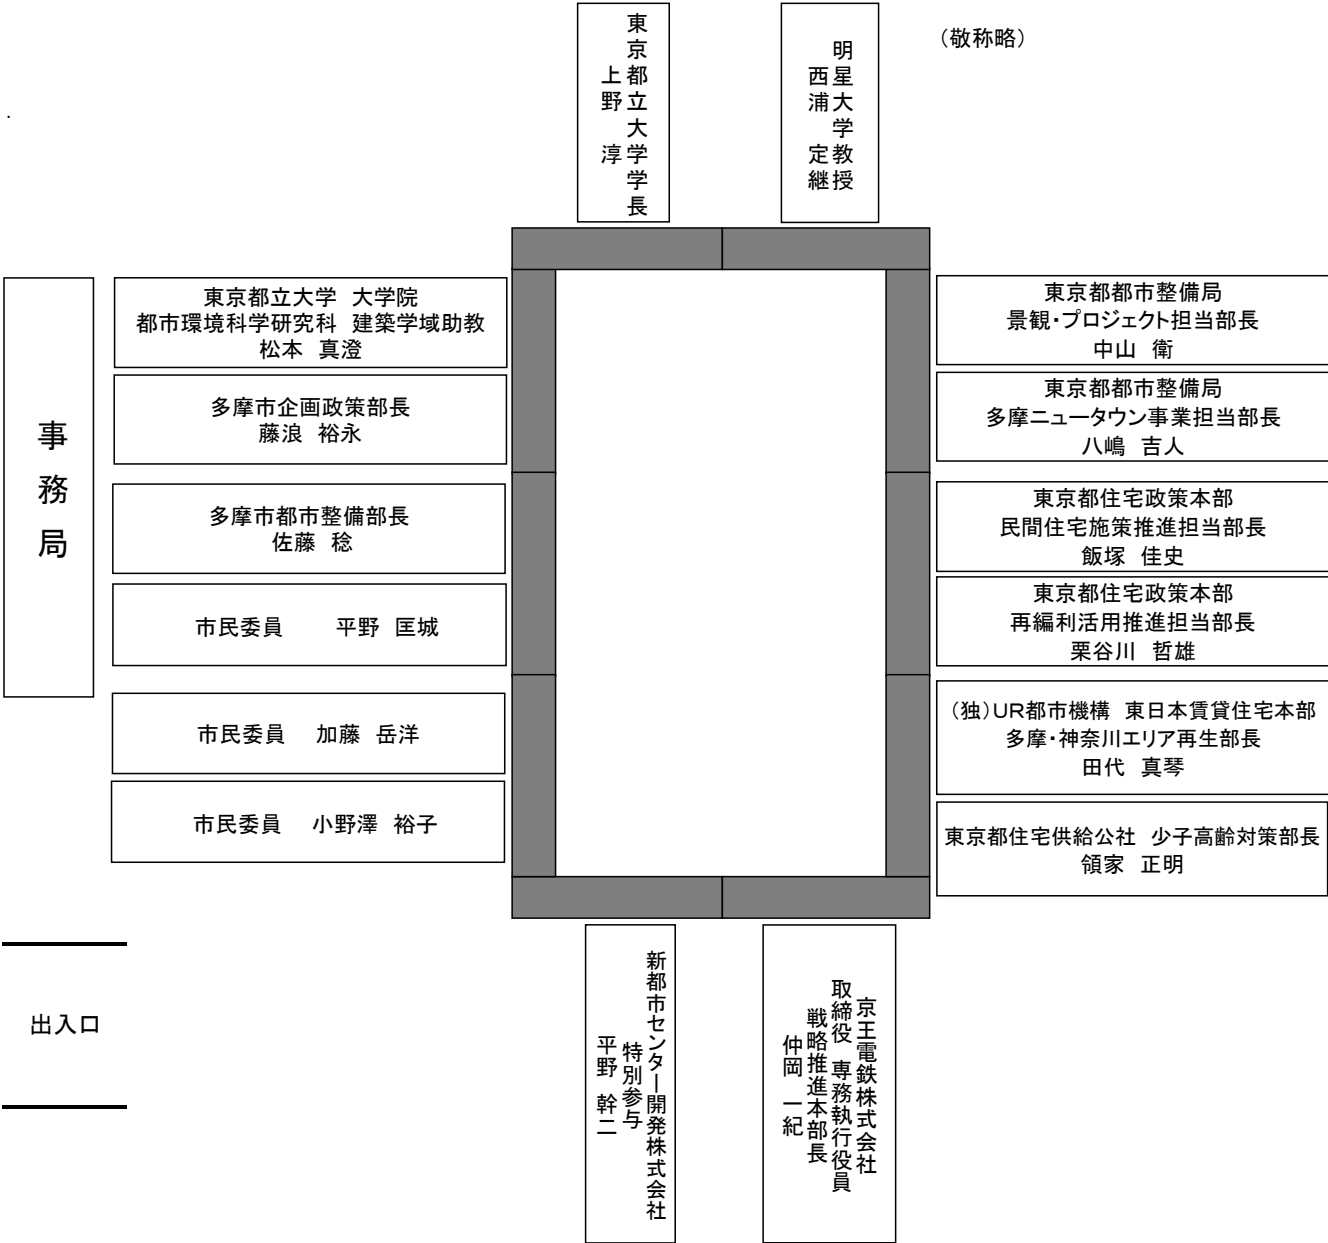 (敬称略)
東京都立大学学長
上野 淳
明星大学教授
西浦 定継
事務局
東京都立大学 大学院
都市環境科学研究科 建築学域助教
松本 真澄
多摩市企画政策部長
藤浪 裕永
多摩市都市整備部長
佐藤 稔
市民委員 平野 匡城
市民委員 加藤 岳洋
市民委員 小野澤 裕子
東京都都市整備局
景観・プロジェクト担当部長
中山 衛
東京都都市整備局
多摩ニュータウン事業担当部長
八嶋 吉人
東京都住宅政策本部
民間住宅施策推進担当部長
飯塚 佳史
東京都住宅政策本部
再編利活用推進担当部長
栗谷川 哲雄
(独)UR都市機構 東日本賃貸住宅本部
多摩・神奈川エリア再生部長
田代 真琴
東京都住宅供給公社 少子高齢対策部長
領家 正明
新都市センター開発株式会社
特別参与
平野 幹二
京王電鉄株式会社
取締役 専務執行役員
戦略推進本部長
仲岡 一紀
出入口